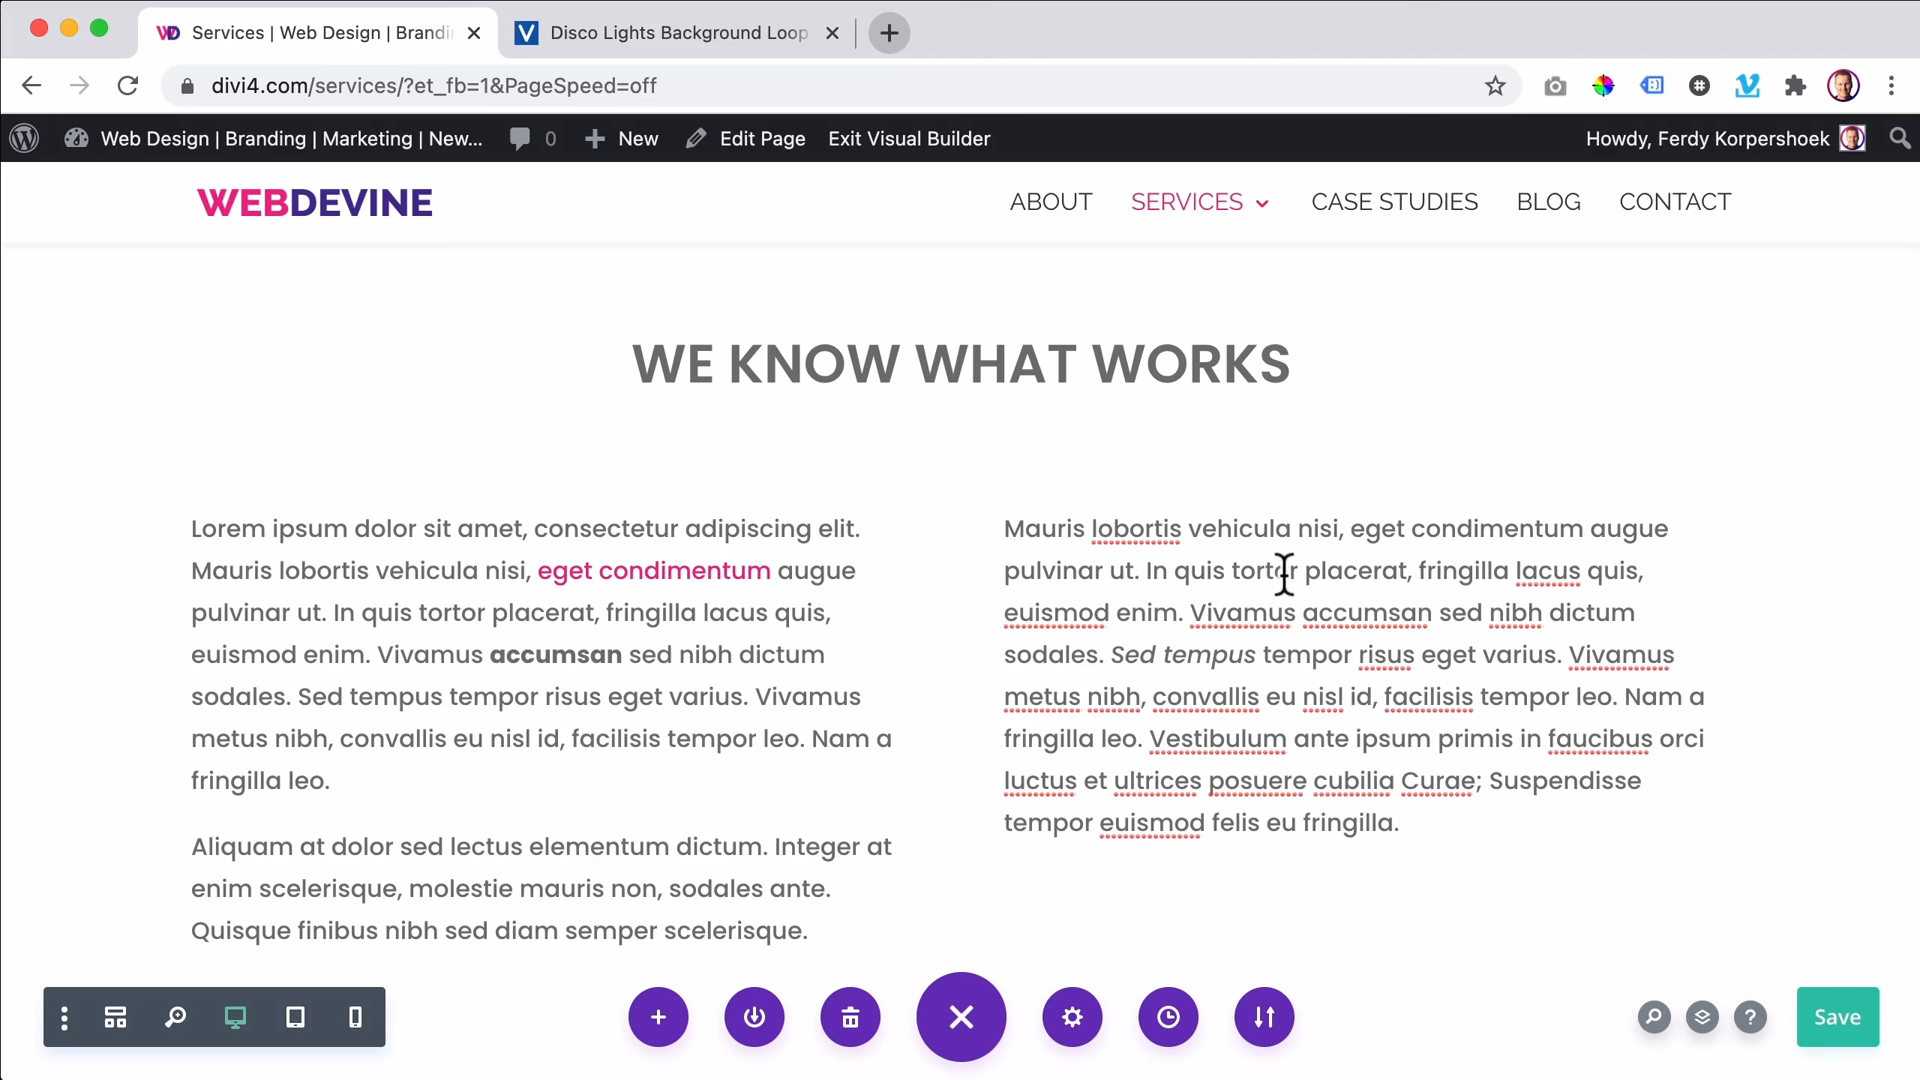 Services | Web Design | Brandi
Disco Lights Background Loop
divi4.com/services/?et_fb=1&PageSpeed=off
Web Design | Branding | Marketing | New...
0
New
Edit Page
Exit Visual Builder
Howdy, Ferdy Korpershoek
WEBDEVINE
ABOUT
SERVICES
CASE STUDIES
BLOG
CONTACT
WE KNOW WHAT WORKS
Lorem ipsum dolor sit amet, consectetur adipiscing elit.
Mauris lobortis vehicula nisi, eget condimentum augue
pulvinar ut. In quis tortor placerat, fringilla lacus quis,
euismod enim. Vivamus accumsan sed nibh dictum
sodales. Sed tempus tempor risus eget varius. Vivamus
metus nibh, convallis eu nisl id, facilisis tempor leo. Nam a
fringilla leo.
Aliquam at dolor sed lectus elementum dictum. Integer at
enim scelerisque, molestie mauris non, sodales ante.
Quisque finibus nibh sed diam semper scelerisque.
Mauris lobortis vehicula nisi, eget condimentum augue
pulvinar ut. In quis tortor placerat, fringilla lacus quis,
euismod enim. Vivamus accumsan sed nibh dictum
sodales. Sed tempus tempor risus eget varius. Vivamus
metus nibh, convallis eu nisl id, facilisis tempor leo. Nam a
fringilla leo. Vestibulum ante ipsum primis in faucibus orci
luctus et ultrices posuere cubilia Curae; Suspendisse
tempor euismod felis eu fringilla.
Save